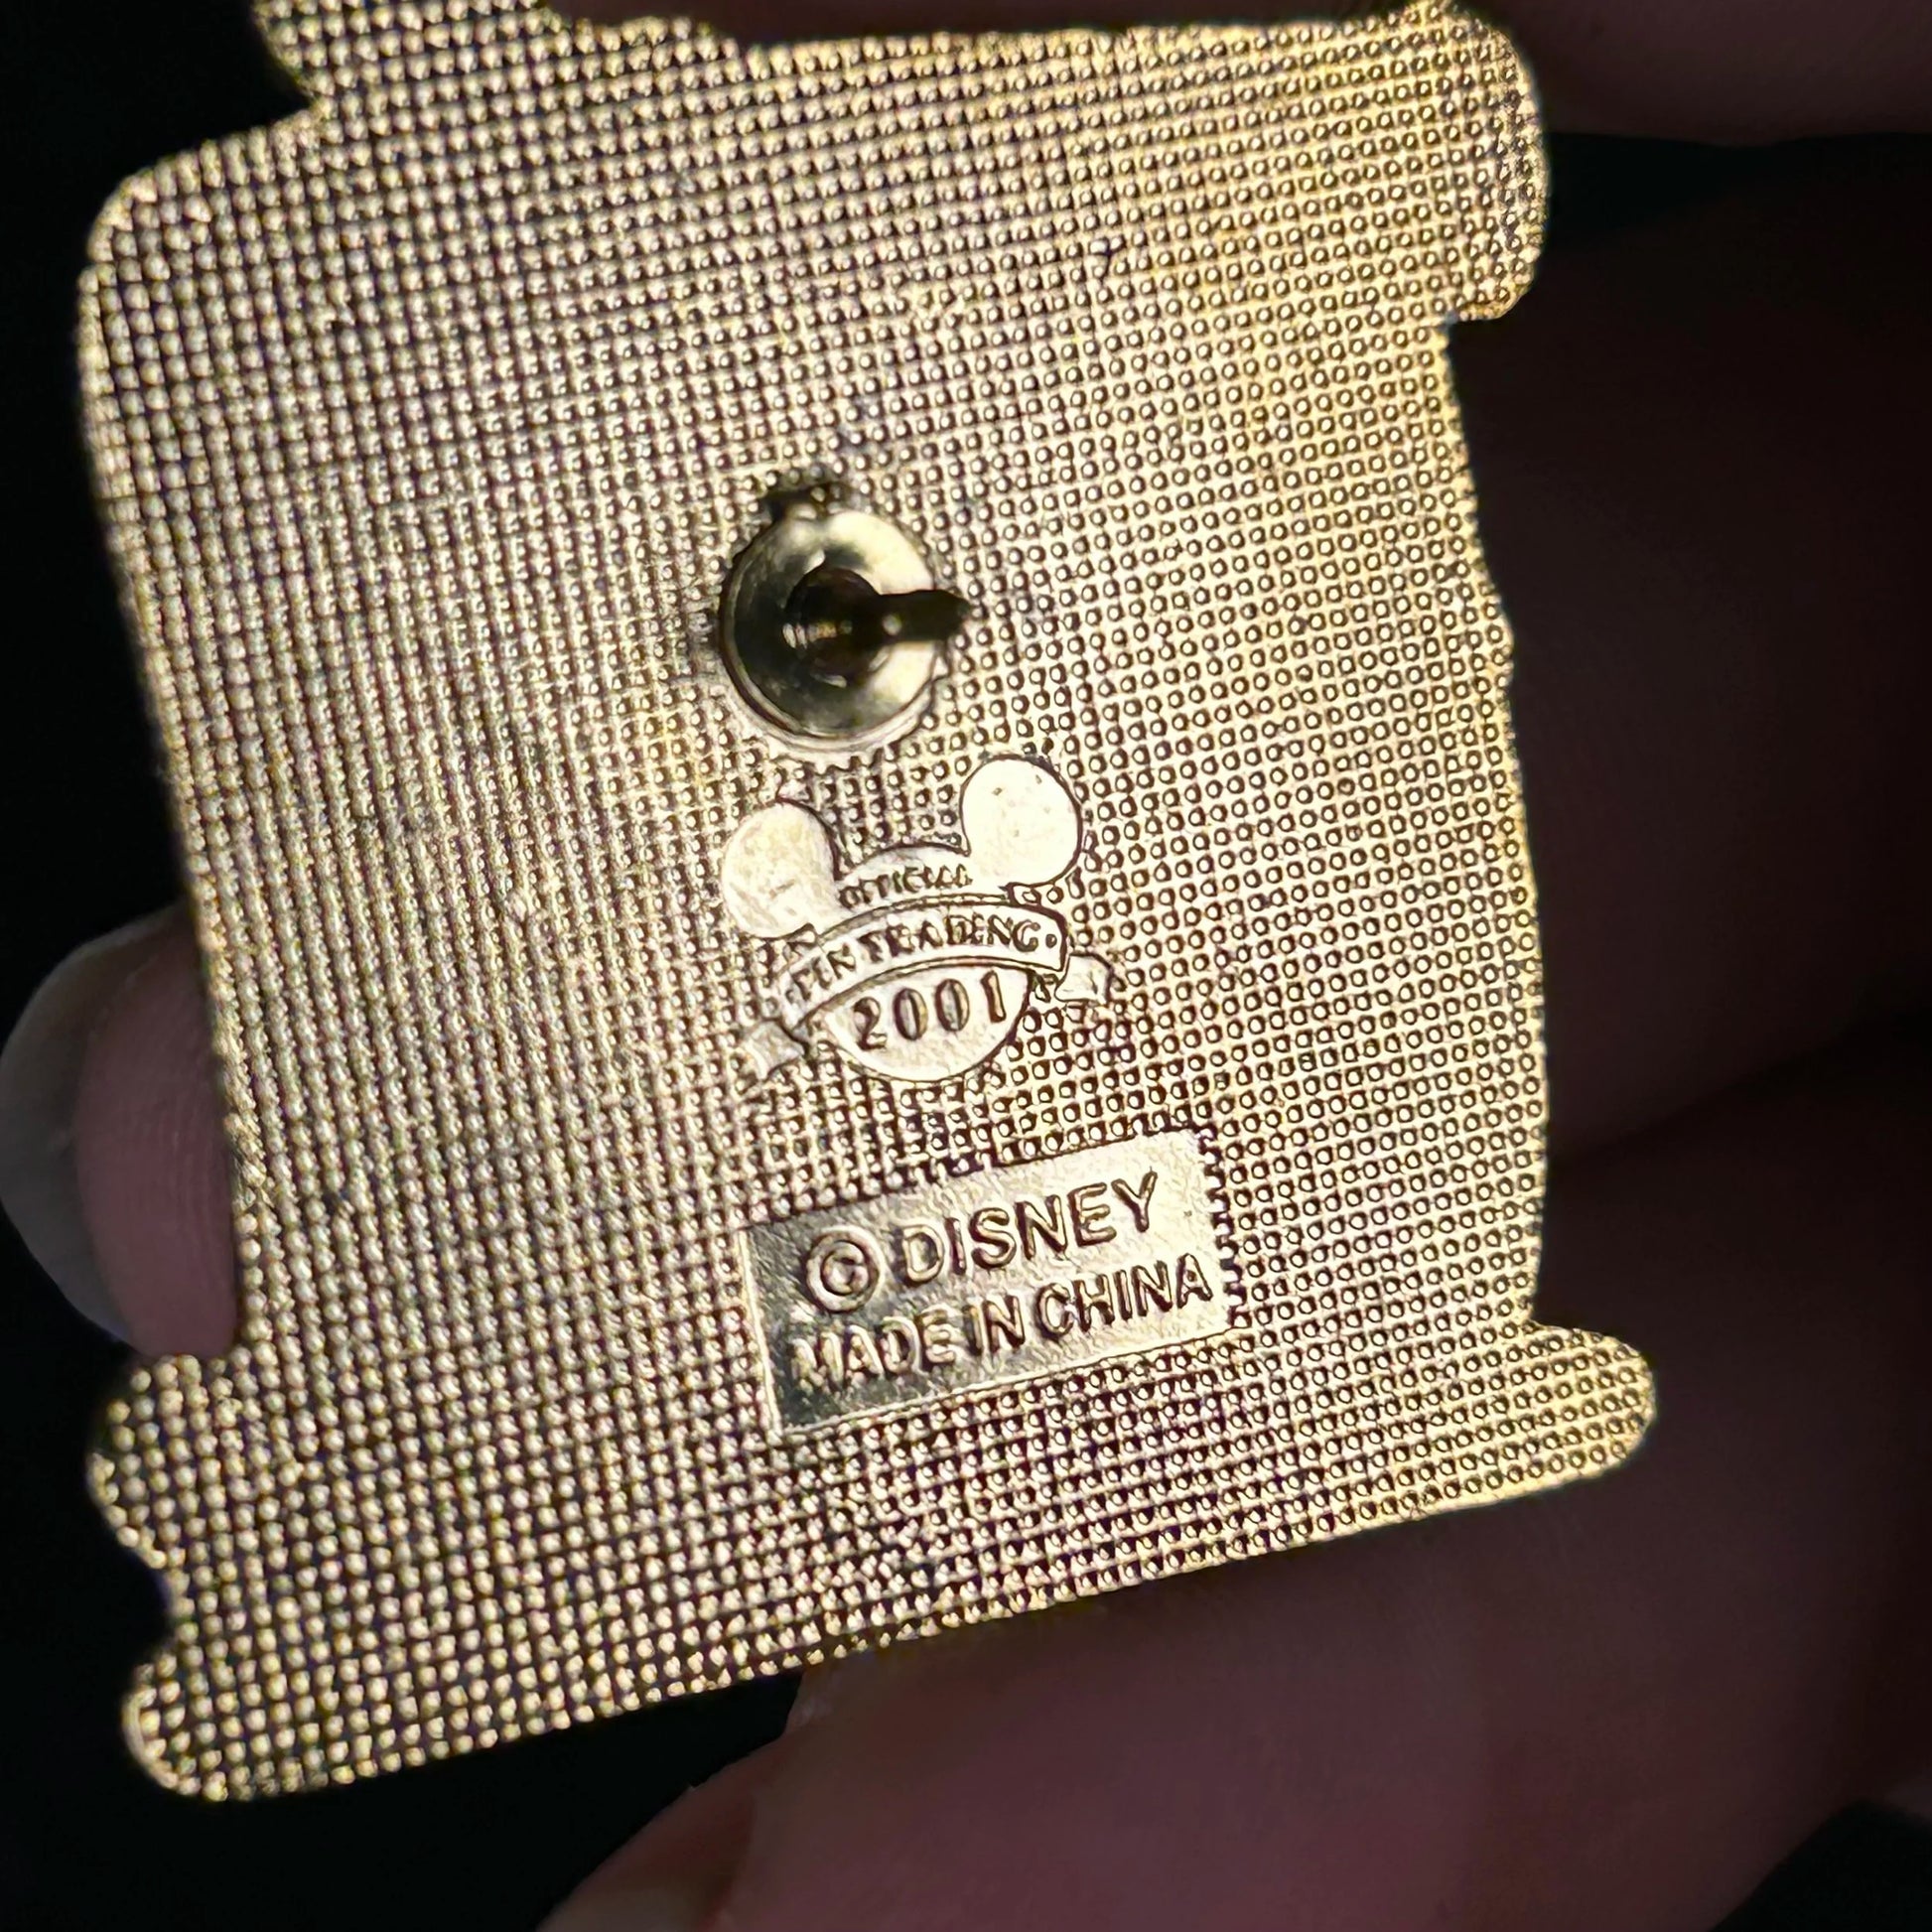 OFFICIAL
PIN TRADING
2001
© DISNEY
MADE IN CHINA